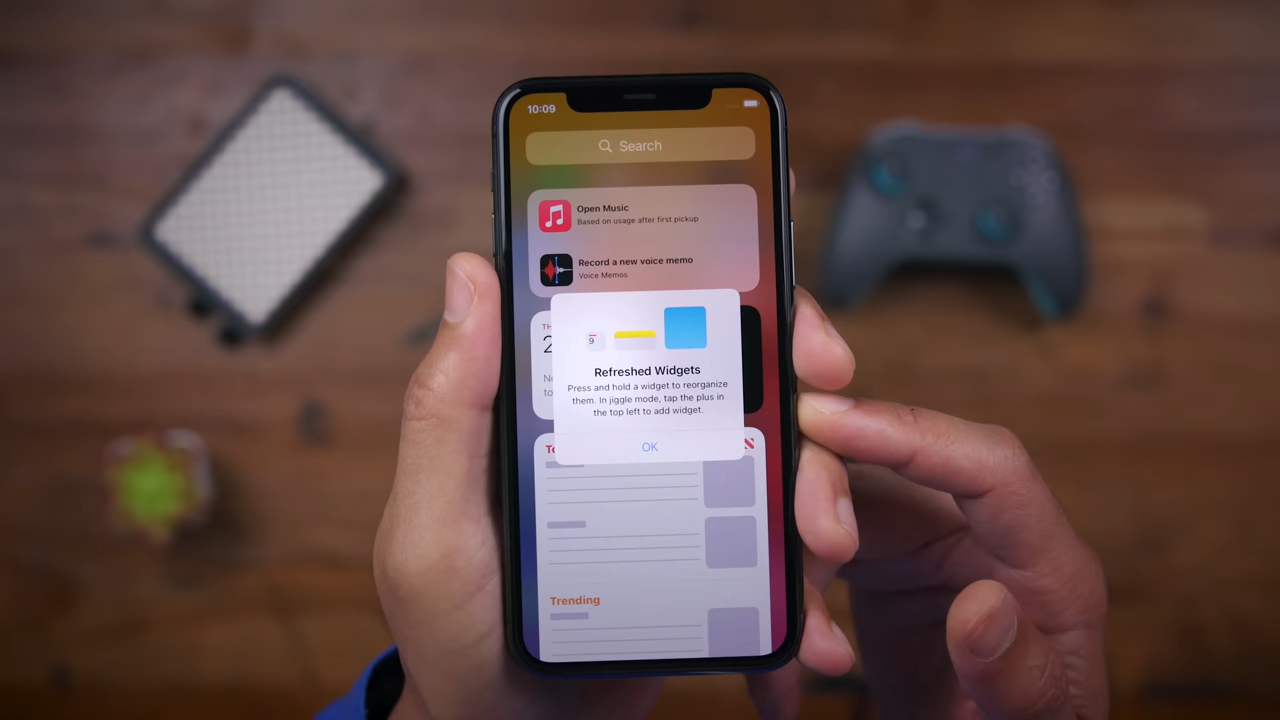 10:09
Search
Open Music
Based on usage after first pickup
Record a new voice memo
Voice Memos
9
Refreshed Widgets
Press and hold a widget to reorganize
them. In jiggle mode, tap the plus in
the top left to add widget.
OK
Trending